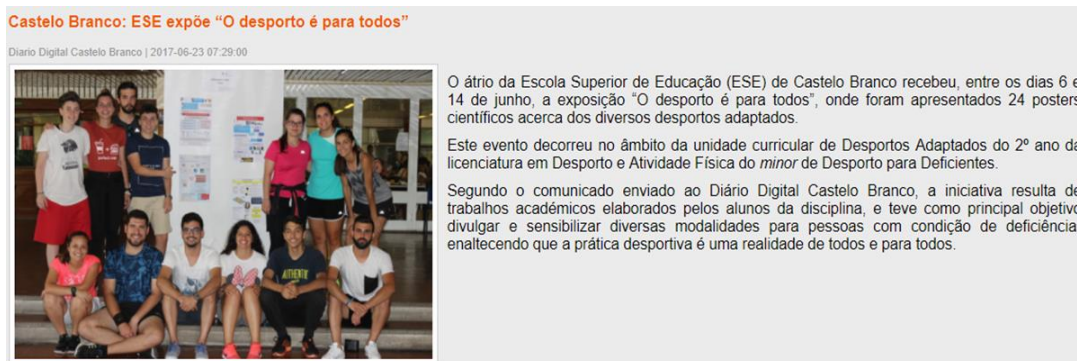 Castelo Branco: ESE expõe “O desporto é para todos”
Diario Digital Castelo Branco | 2017-06-23 07:29:00
O átrio da Escola Superior de Educação (ESE) de Castelo Branco recebeu, entre os dias 6 e
14 de junho, a exposição “O desporto é para todos”, onde foram apresentados 24 posters
científicos acerca dos diversos desportos adaptados.
Este evento decorreu no âmbito da unidade curricular de Desportos Adaptados do 2º ano da
licenciatura em Desporto e Atividade Física do minor de Desporto para Deficientes.
Segundo o comunicado enviado ao Diário Digital Castelo Branco, a iniciativa resulta de
trabalhos académicos elaborados pelos alunos da disciplina, e teve como principal objetivo
divulgar e sensibilizar diversas modalidades para pessoas com condição de deficiência,
enaltecendo que a prática desportiva é uma realidade de todos e para todos.